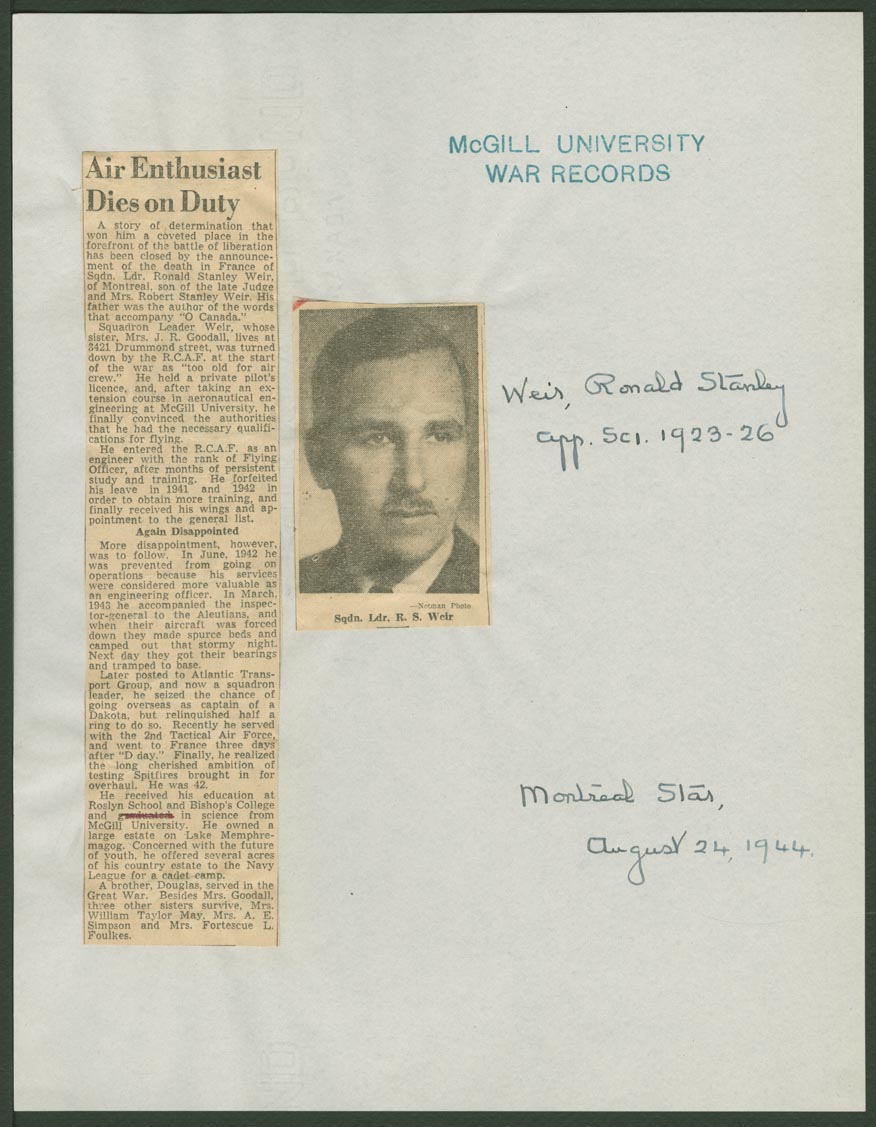 McGILL UNIVERSITY
WAR RECORDS
Air Enthusiast
Dies on Duty
A story of determination that
won him a coveted place in the
forefront of the battle of liberation
has been closed by the announce-
ment of the death in France of
Sqdn. Ldr. Ronald Stanley Weir,
of Montreal, son of the late Judge
and Mrs. Robert Stanley Weir. His
father was the author of the words
that accompany "O Canada."
Squadron Leader Weir, whose
sister, Mrs. J. R. Goodall, lives at
3421 Drummond street, was turned
down by the R.C.A.F. at the start
of the war as "too old for air
crew." He held a private pilot's
licence, and, after taking an ex-
tension course in aeronautical en-
gineering at McGill University, he
finally convinced the authorities
that he had the necessary qualifi-
cations for flying.
He entered the R.C.A.F. as an
engineer with the rank of Flying
Officer, after months of persistent
study and training. He forfeited
his leave in 1941 and 1942 in
order to obtain more training, and
finally received his wings and ap-
pointment to the general list.
Again Disappointed
More disappointment, however,
was to follow. In June, 1942 he
was prevented from going on
operations because his services
were considered more valuable as
an engineering officer. In March,
1943 he accompanied the inspec-
tor-general to the Aleutians, and
when their aircraft was forced
down they made spurce beds and
camped out that stormy night.
Next day they got their bearings
and tramped to base.
Later posted to Atlantic Trans-
port Group, and now a squadron
leader, he seized the chance of
going overseas as captain of a
Dakota, but relinquished half a
ring to do so. Recently he served
with the 2nd Tactical Air Force,
and went to France three days
after "D day." Finally, he realized
the long cherished ambition of
testing Spitfires brought in for
overhaul. He was 42.
He received his education at
Roslyn School and Bishop's College
and graduated in science from
McGill University. He owned a
large estate on Lake Memphre-
magog. Concerned with the future
of youth, he offered several acres
of his country estate to the Navy
League for a cadet camp.
A brother, Douglas, served in the
Great War. Besides Mrs. Goodall,
three other sisters survive, Mrs.
William Taylor May, Mrs. A. E.
Simpson and Mrs. Fortescue L.
Foulkes.
—Notman Photo
Sqdn. Ldr. R. S. Weir
Weir, Ronald Stanley
App. Sci. 1923-26
Montreal Star,
August 24, 1944.